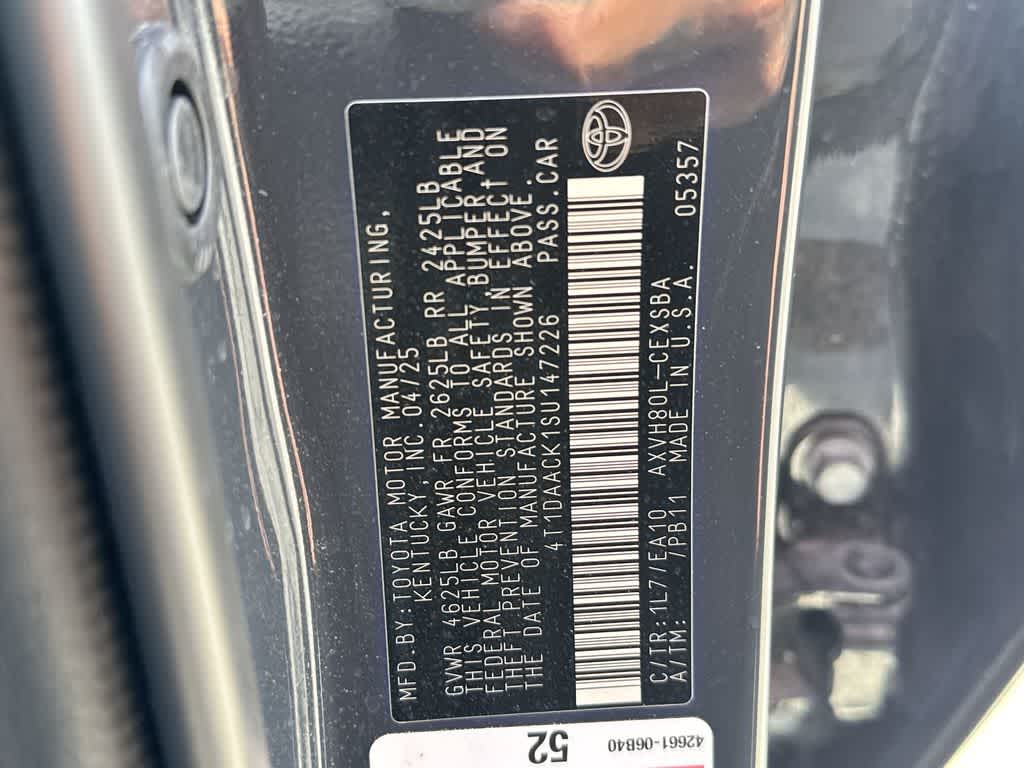 MFD.BY:TOYOTA MOTOR MANUFACTURING,
KENTUCKY,INC.04/25
GVWR 4625LB GAWR FR 2625LB RR 2425LB
THIS VEHICLE CONFORMS TO ALL APPLICABLE
FEDERAL MOTOR VEHICLE SAFETY BUMPER AND
THEFT PREVENTION STANDARDS IN EFFECT ON
THE DATE OF MANUFACTURE SHOWN ABOVE.
4T1DAACK1SU147226 PASS.CAR
C/TR:1L7/EA10 AXVH80L-CEXSBA
A/TM: /PB11 MADE IN U.S.A. 05357
52
42661-06B40